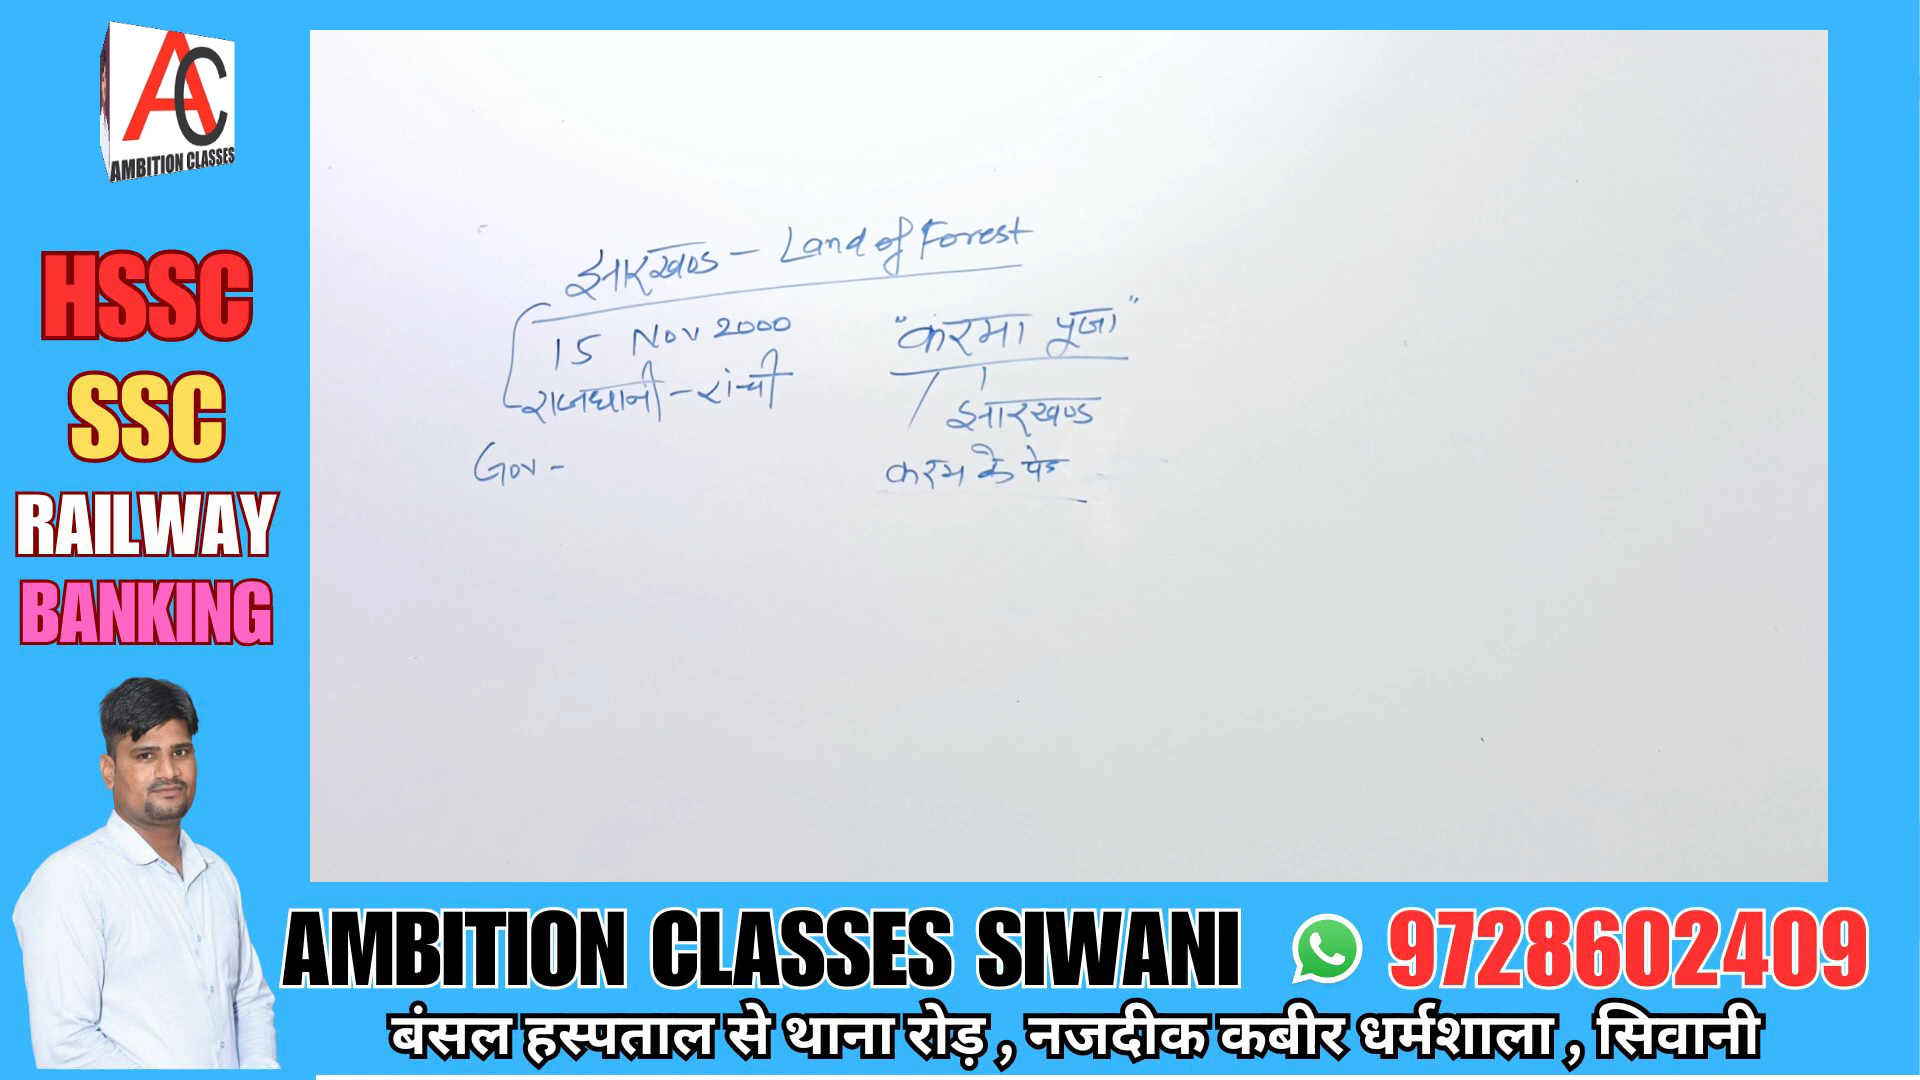 AC
AMBITION CLASSES
HSSC
SSC
RAILWAY
BANKING
झारखण्ड - Land of Forest
15 Nov 2000
राजधानी - रांची
Gov -
"करमा पूजा"
झारखण्ड
करम के पेड
AMBITION CLASSES SIWANI 9728602409
बंसल हस्पताल से थाना रोड़ , नजदीक कबीर धर्मशाला , सिवानी